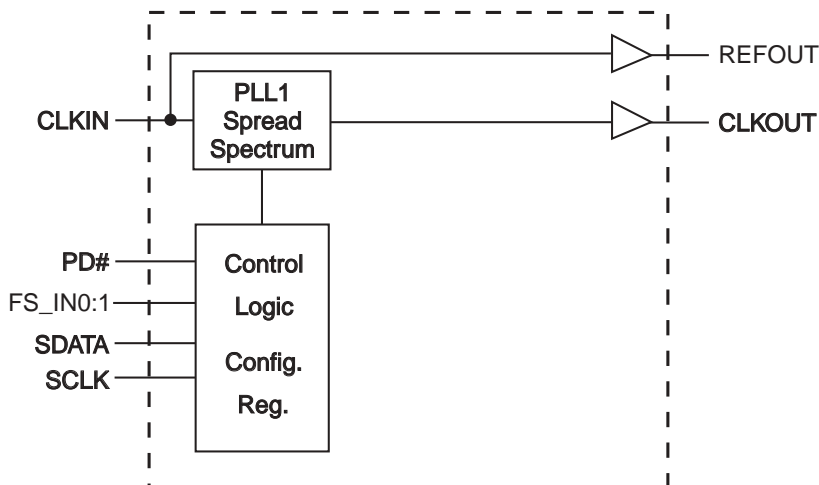 REFOUT
PLL1
Spread
Spectrum
CLKIN
CLKOUT
PD#
FS_IN0:1
SDATA
SCLK
Control
Logic
Config.
Reg.